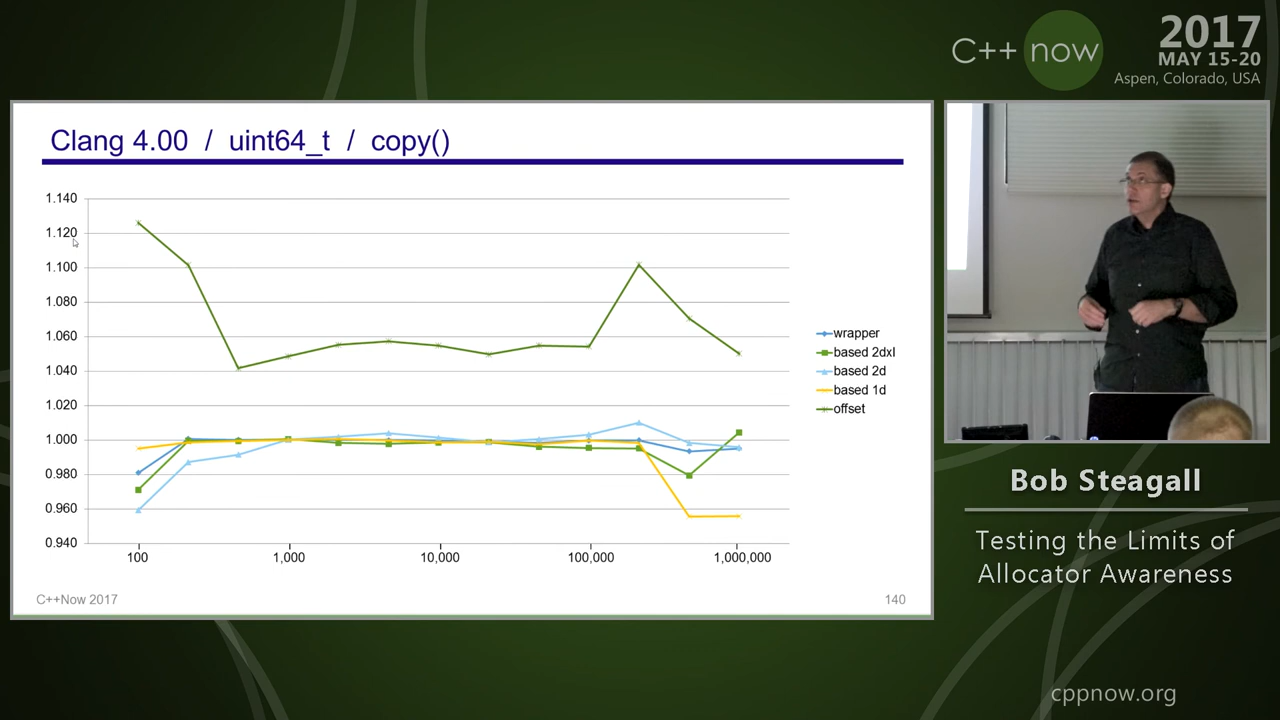 C++ now
2017
MAY 15-20
Aspen, Colorado, USA
Clang 4.00 / uint64_t / copy()
1.140
1.120
1.100
1.080
1.060
1.040
1.020
1.000
0.980
0.960
0.940
100
1,000
10,000
100,000
1,000,000
wrapper
based 2dxl
based 2d
based 1d
offset
C++Now 2017
140
Bob Steagall
Testing the Limits of
Allocator Awareness
cppnow.org